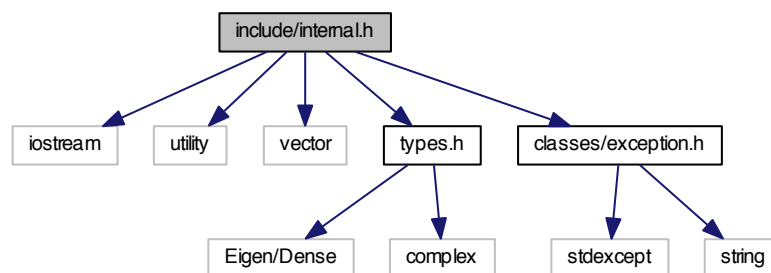 include/internal.h
iostream
utility
vector
types.h
classes/exception.h
Eigen/Dense
complex
stdexcept
string